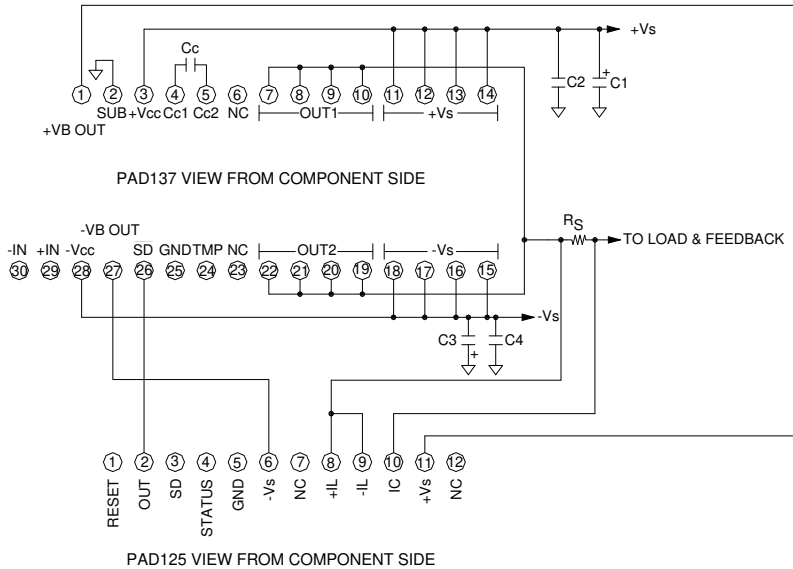 +Vs
Cc
C2
+
C1
1
2
3
4
5
6
7
8
9
10
11
12
13
14
SUB
+Vcc
Cc1
Cc2
NC
OUT1
+Vs
+VB OUT
PAD137 VIEW FROM COMPONENT SIDE
RS
TO LOAD & FEEDBACK
-VB OUT
-IN
+IN
-Vcc
SD
GND
TMP
NC
OUT2
-Vs
30
29
28
27
26
25
24
23
22
21
20
19
18
17
16
15
-Vs
C3
+
C4
1
2
3
4
5
6
7
8
9
10
11
12
RESET
OUT
SD
STATUS
GND
-Vs
NC
+IL
-IL
IC
+Vs
NC
PAD125 VIEW FROM COMPONENT SIDE